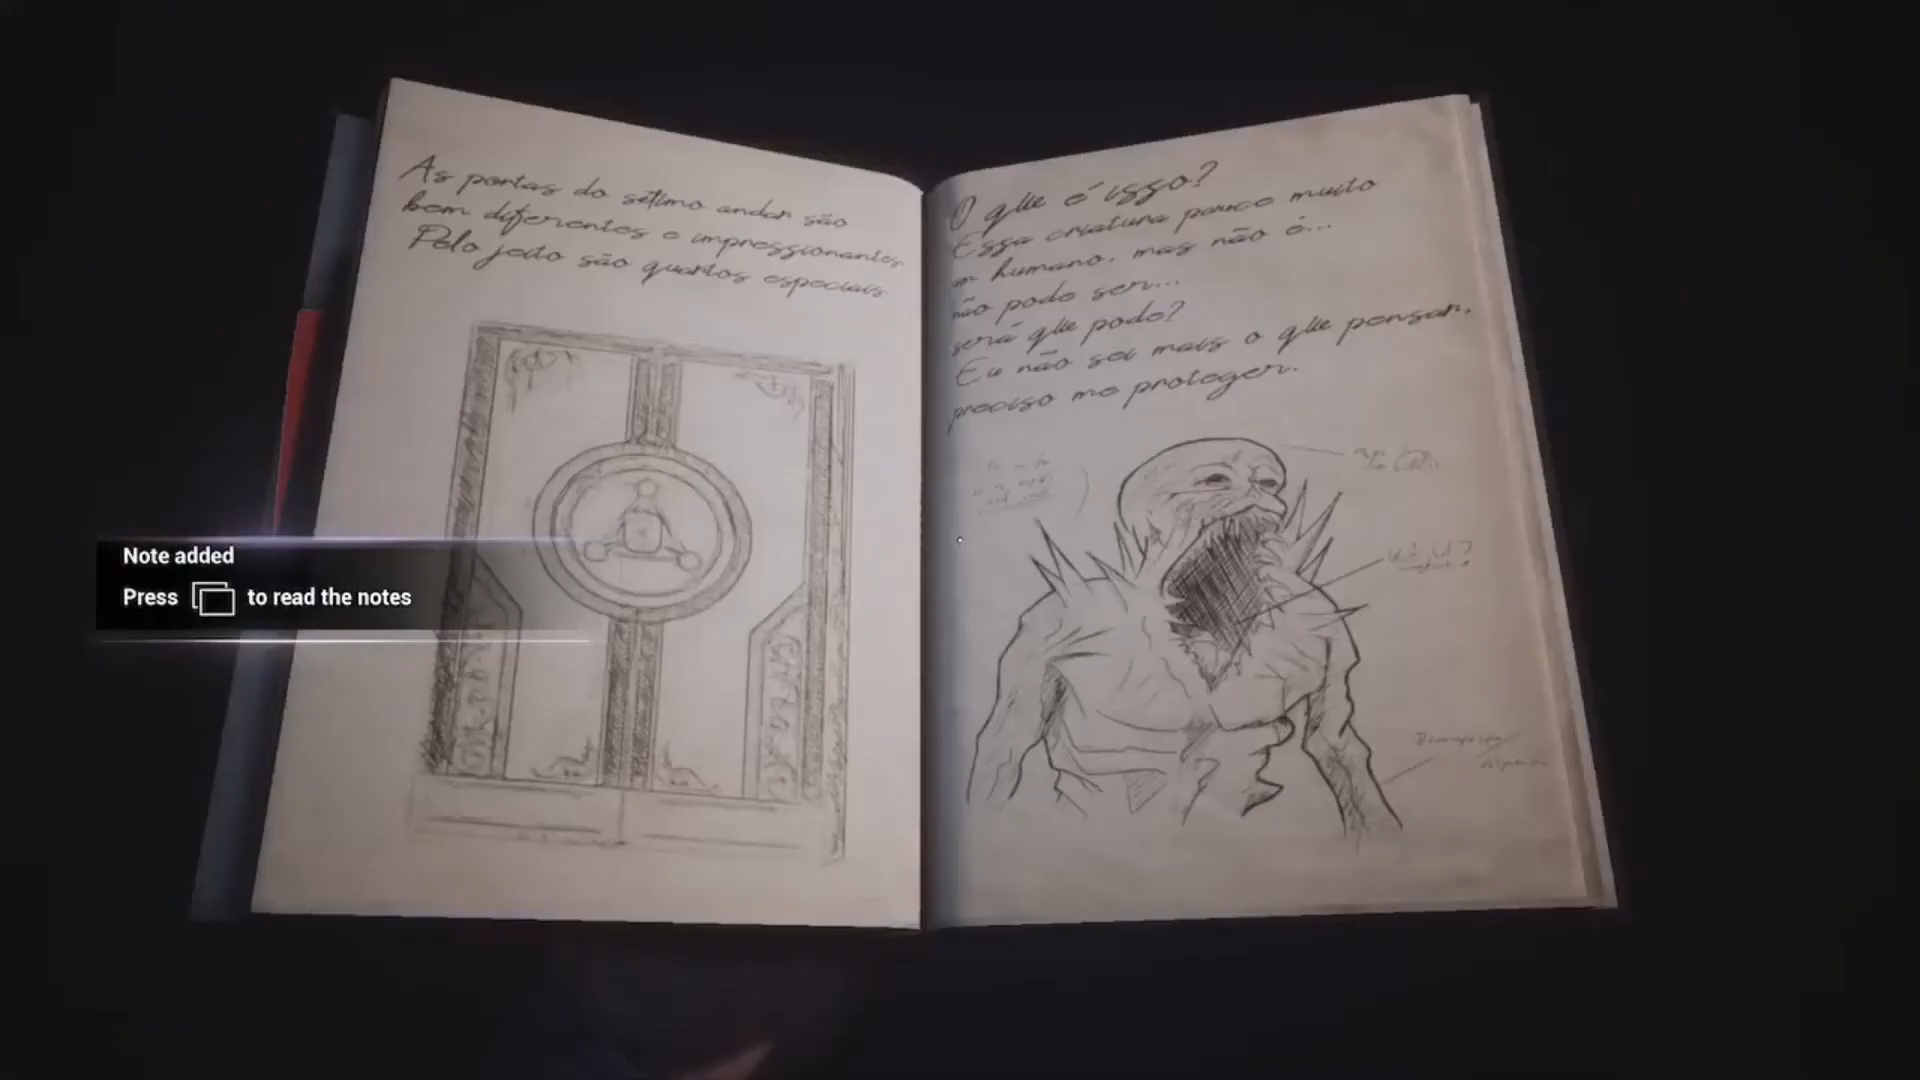 As portas do sétimo andar são
bem diferentes e impressionantes
Pelo jeito são quartos especiais
O que é isso?
Essa criatura parece muito
um humano, mas não é...
não pode ser...
será que pode?
Eu não sei mais o que pensar,
preciso me proteger.
Note added
Press to read the notes